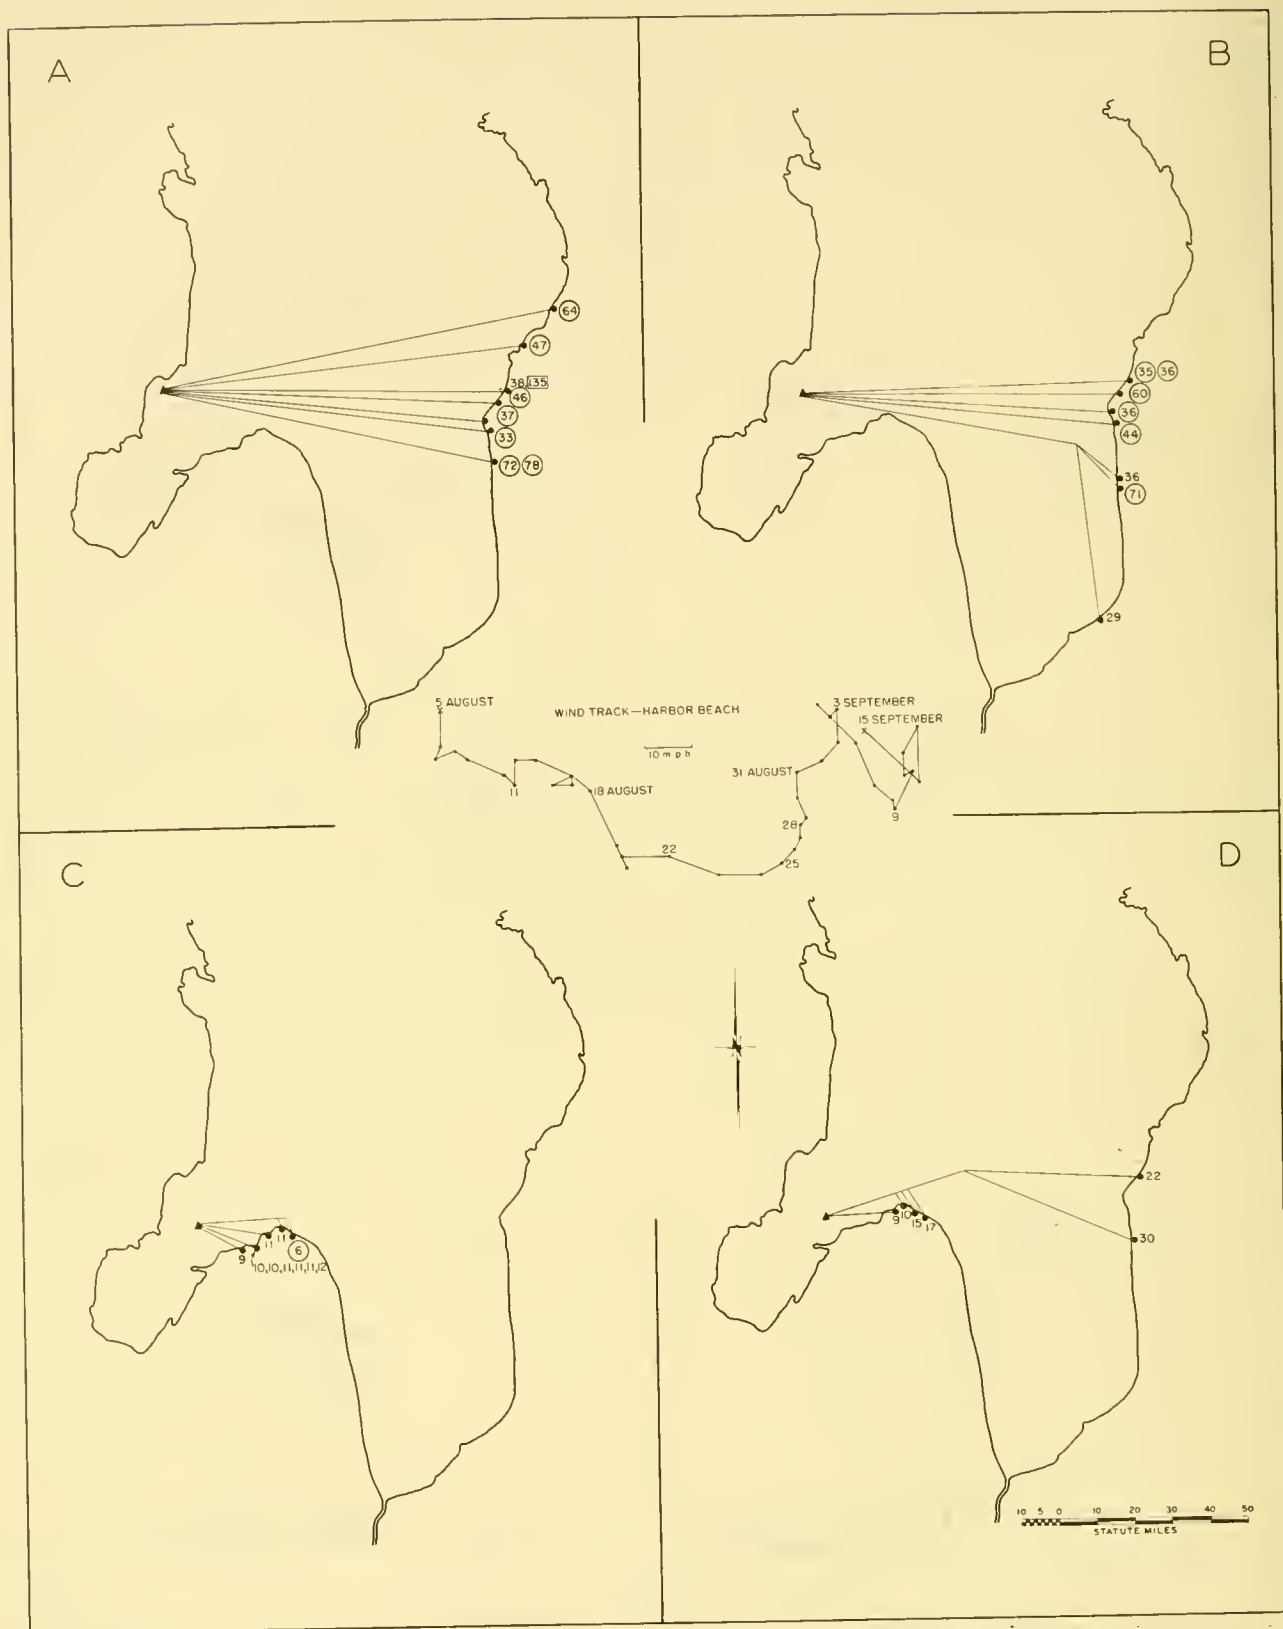 A
B
64
47
38, 135
46
37
33
72 78
35 36
60
36
44
36
71
29
5 AUGUST
WIND TRACK—HARBOR BEACH
10 mph
3 SEPTEMBER
15 SEPTEMBER
31 AUGUST
11
18 AUGUST
28
9
22
25
C
D
9
11
11
6
10,10,11,11,11,12
22
9
10
15
17
30
10 5 0 10 20 30 40 50
STATUTE MILES